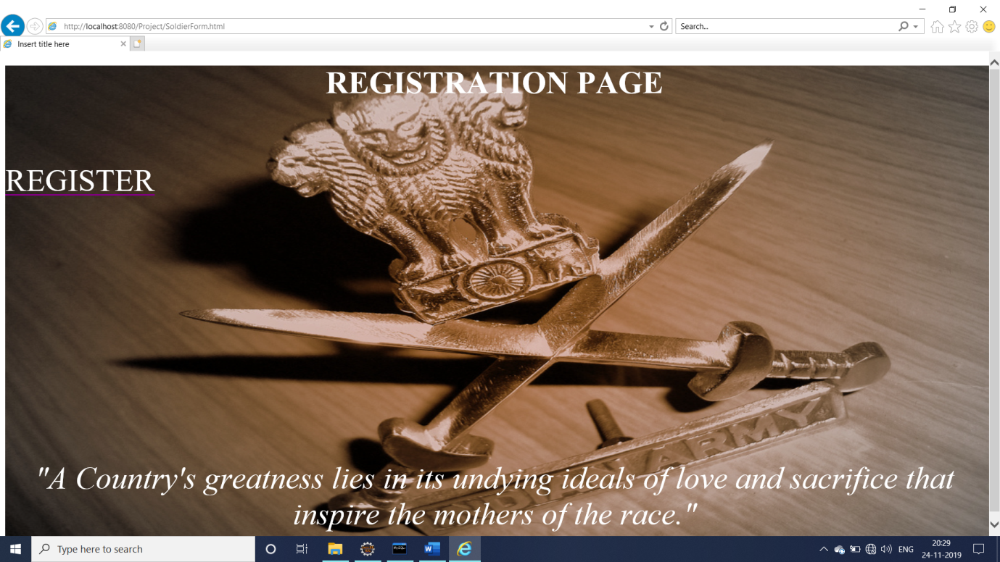 http://localhost:8080/Project/SoldierForm.html
Search...
Insert title here
REGISTRATION PAGE
REGISTER
ARMY
"A Country's greatness lies in its undying ideals of love and sacrifice that
inspire the mothers of the race."
Type here to search
ENG
20:29
24-11-2019